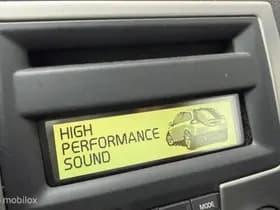 HIGH
PERFORMANCE
SOUND
MODE
© mobilox